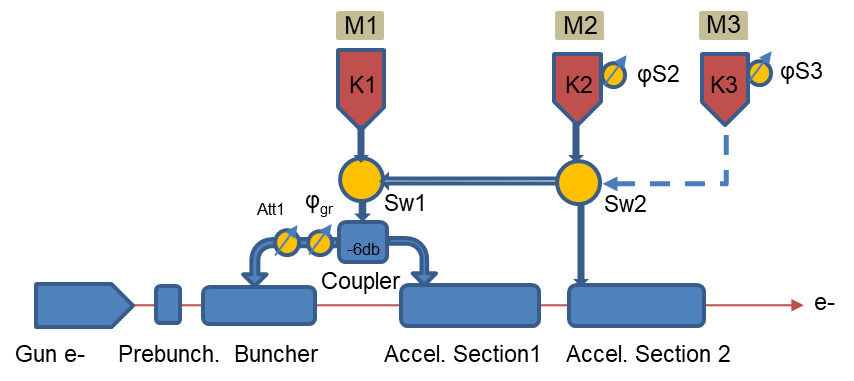 M1
M2
M3
K1
K2
φS2
K3
φS3
Sw1
Sw2
Att1
φgr
-6db
Coupler
e-
Gun e-
Prebunch.
Buncher
Accel. Section1
Accel. Section 2